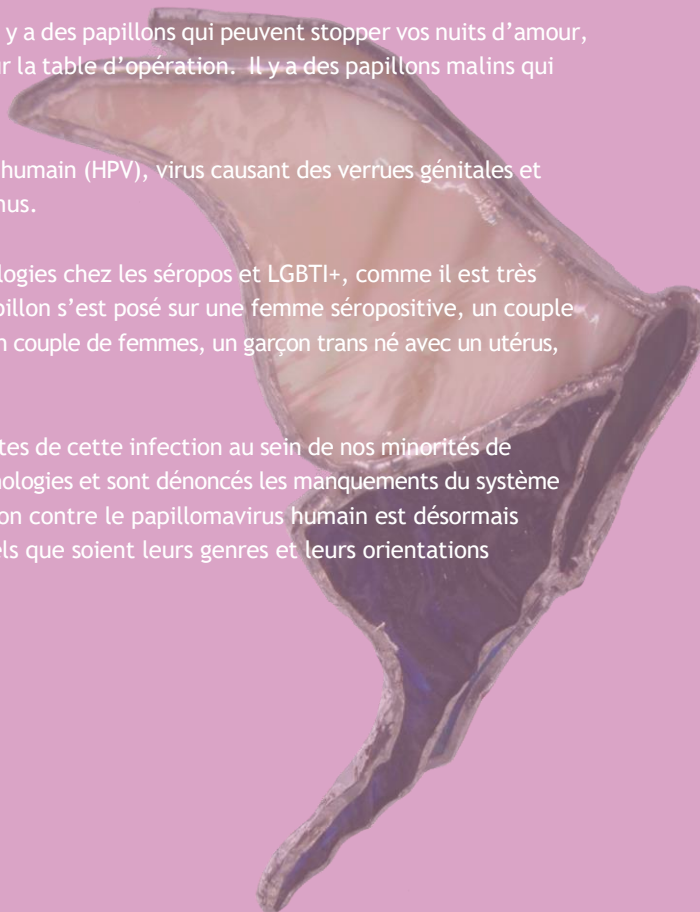 y a des papillons qui peuvent stopper vos nuits d’amour,
r la table d’opération. Il y a des papillons malins qui
humain (HPV), virus causant des verrues génitales et
nus.
logies chez les séropos et LGBTI+, comme il est très
pillon s’est posé sur une femme séropositive, un couple
n couple de femmes, un garçon trans né avec un utérus,
tes de cette infection au sein de nos minorités de
nologies et sont dénoncés les manquements du système
on contre le papillomavirus humain est désormais
els que soient leurs genres et leurs orientations